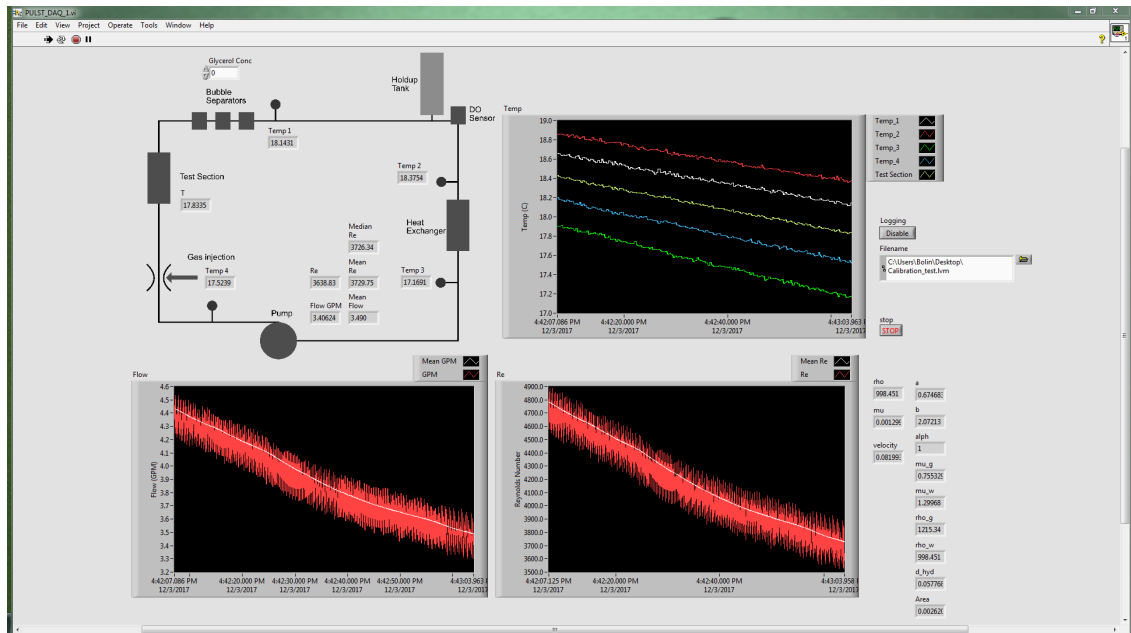 PULST_DAQ_1.vi
File Edit View Project Operate Tools Window Help
Glycerol Conc
0
Bubble
Separators
Holdup
Tank
DO
Sensor
Temp 1
18.1431
Temp 2
18.3754
Test Section
T
17.8335
Heat
Exchanger
Median
Re
3726.34
Gas injection
Temp 4
17.5239
Re
3638.83
Mean
Re
3729.75
Temp 3
17.1691
Flow GPM
3.40624
Mean
Flow
3.490
Pump
Temp
Temp_1
Temp_2
Temp_3
Temp_4
Test Section
Temp (C)
19.0
18.8
18.6
18.4
18.2
18.0
17.8
17.6
17.4
17.2
17.0
4:42:07.086 PM 4:42:20.000 PM 4:42:40.000 PM 4:43:03.963 P
12/3/2017 12/3/2017 12/3/2017 12/3/2017
Logging
Disable
Filename
C:\Users\Bolin\Desktop\
Calibration_test.lvm
stop
STOP
Flow
Mean GPM
GPM
Flow (GPM)
4.6
4.5
4.4
4.3
4.2
4.1
4.0
3.9
3.8
3.7
3.6
3.5
3.4
3.3
3.2
4:42:07.086 PM 4:42:20.000 PM 4:42:30.000 PM 4:42:40.000 PM 4:42:50.000 PM 4:43:03.963 P
12/3/2017 12/3/2017 12/3/2017 12/3/2017 12/3/2017 12/3/2017
Re
Mean Re
Re
Reynolds Number
4900.0
4800.0
4700.0
4600.0
4500.0
4400.0
4300.0
4200.0
4100.0
4000.0
3900.0
3800.0
3700.0
3600.0
3500.0
4:42:07.125 PM 4:42:20.000 PM 4:42:40.000 PM 4:43:03.958 P
12/3/2017 12/3/2017 12/3/2017 12/3/2017
rho
998.451
mu
0.00129
velocity
0.08199
a
0.67468
b
2.07213
alph
1
mu_g
0.75532
mu_w
1.29968
rho_g
1215.34
rho_w
998.451
d_hyd
0.05776
Area
0.00262